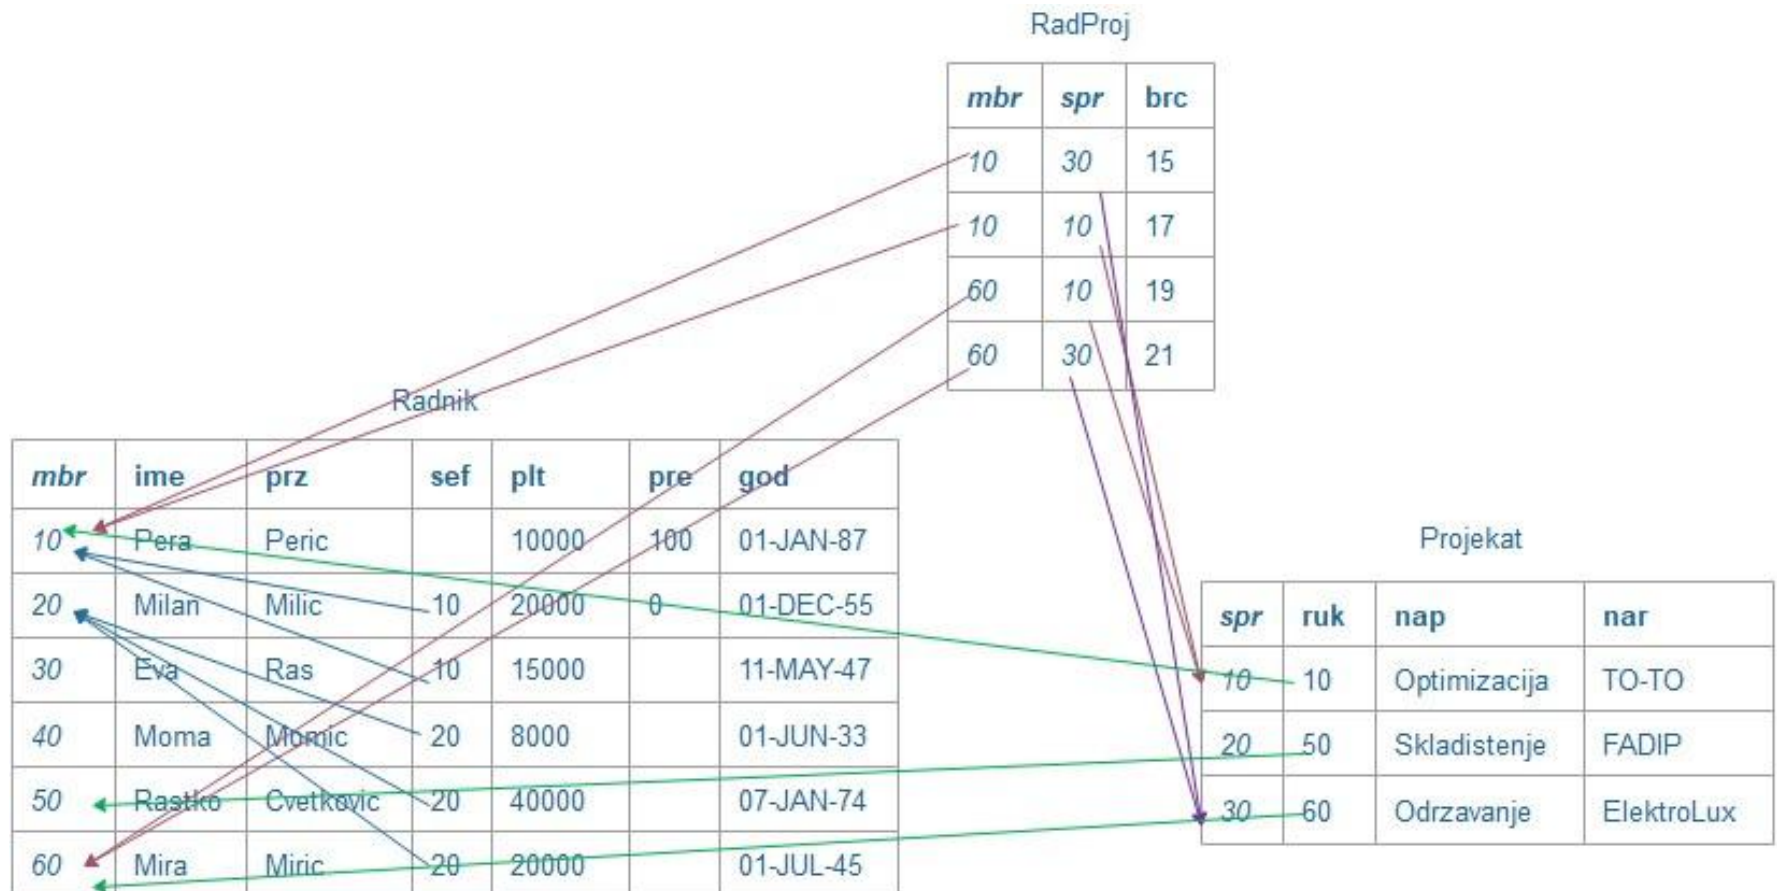 RadProj
mbr spr brc
10 30 15
10 10 17
60 10 19
60 30 21
Radnik
mbr ime prz sef plt pre god
10 Pera Peric 10000 100 01-JAN-87
20 Milan Milic 10 20000 0 01-DEC-55
30 Eva Ras 10 15000 11-MAY-47
40 Moma Momic 20 8000 01-JUN-33
50 Rastko Cvetkovic 20 40000 07-JAN-74
60 Mira Miric 20 20000 01-JUL-45
Projekat
spr ruk nap nar
10 10 Optimizacija TO-TO
20 50 Skladistenje FADIP
30 60 Odrzavanje ElektroLux